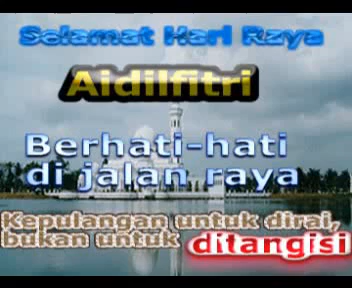 Selamat Hari Raya
Aidilfitri
Berhati-hati
di jalan raya
Kepulangan untuk dirai,
bukan untuk ditangisi